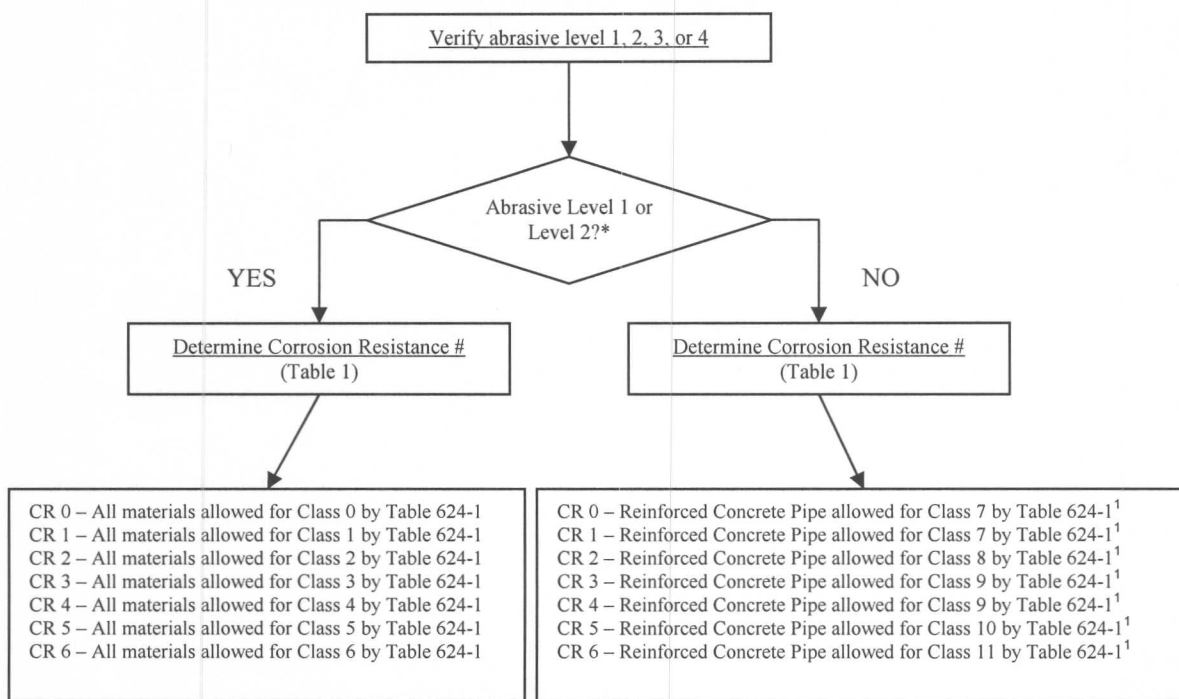 Verify abrasive level 1, 2, 3, or 4
Abrasive Level 1 or
Level 2?*
YES
NO
Determine Corrosion Resistance #
(Table 1)
Determine Corrosion Resistance #
(Table 1)
CR 0 – All materials allowed for Class 0 by Table 624-1
CR 1 – All materials allowed for Class 1 by Table 624-1
CR 2 – All materials allowed for Class 2 by Table 624-1
CR 3 – All materials allowed for Class 3 by Table 624-1
CR 4 – All materials allowed for Class 4 by Table 624-1
CR 5 – All materials allowed for Class 5 by Table 624-1
CR 6 – All materials allowed for Class 6 by Table 624-1
CR 0 – Reinforced Concrete Pipe allowed for Class 7 by Table 624-1¹
CR 1 – Reinforced Concrete Pipe allowed for Class 7 by Table 624-1¹
CR 2 – Reinforced Concrete Pipe allowed for Class 8 by Table 624-1¹
CR 3 – Reinforced Concrete Pipe allowed for Class 9 by Table 624-1¹
CR 4 – Reinforced Concrete Pipe allowed for Class 9 by Table 624-1¹
CR 5 – Reinforced Concrete Pipe allowed for Class 10 by Table 624-1¹
CR 6 – Reinforced Concrete Pipe allowed for Class 11 by Table 624-1¹